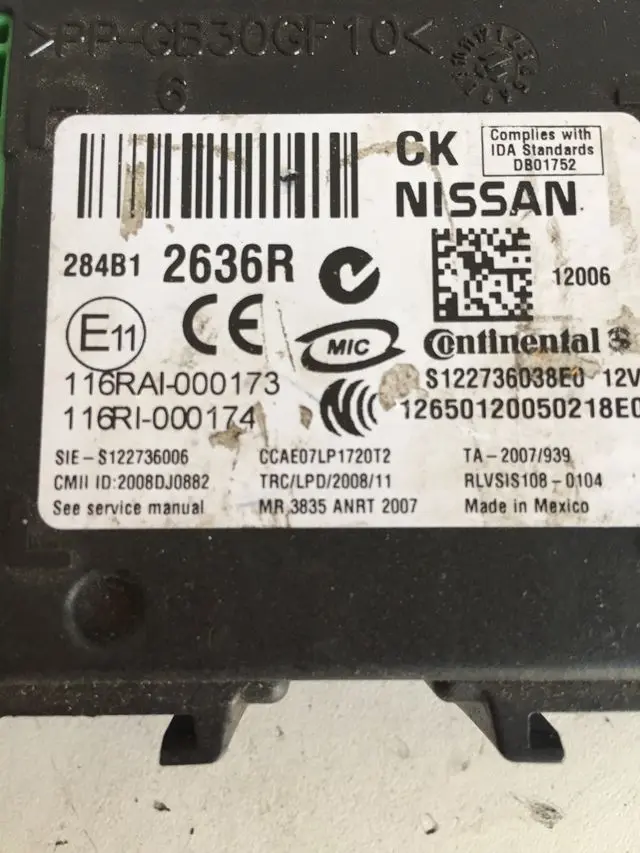 >PP-GB30GF10<
6
CK
Complies with
IDA Standards
DB01752
NISSAN
284B1 2636R
12006
E11 CE MIC Continental
116RAI-000173
S122736038E0 12V
116RI-000174
12650120050218E0
SIE-S122736006 CCAE07LP1720T2 TA-2007/939
CMII ID:2008DJ0882 TRC/LPD/2008/11 RLVSIS108-0104
See service manual MR 3835 ANRT 2007 Made in Mexico